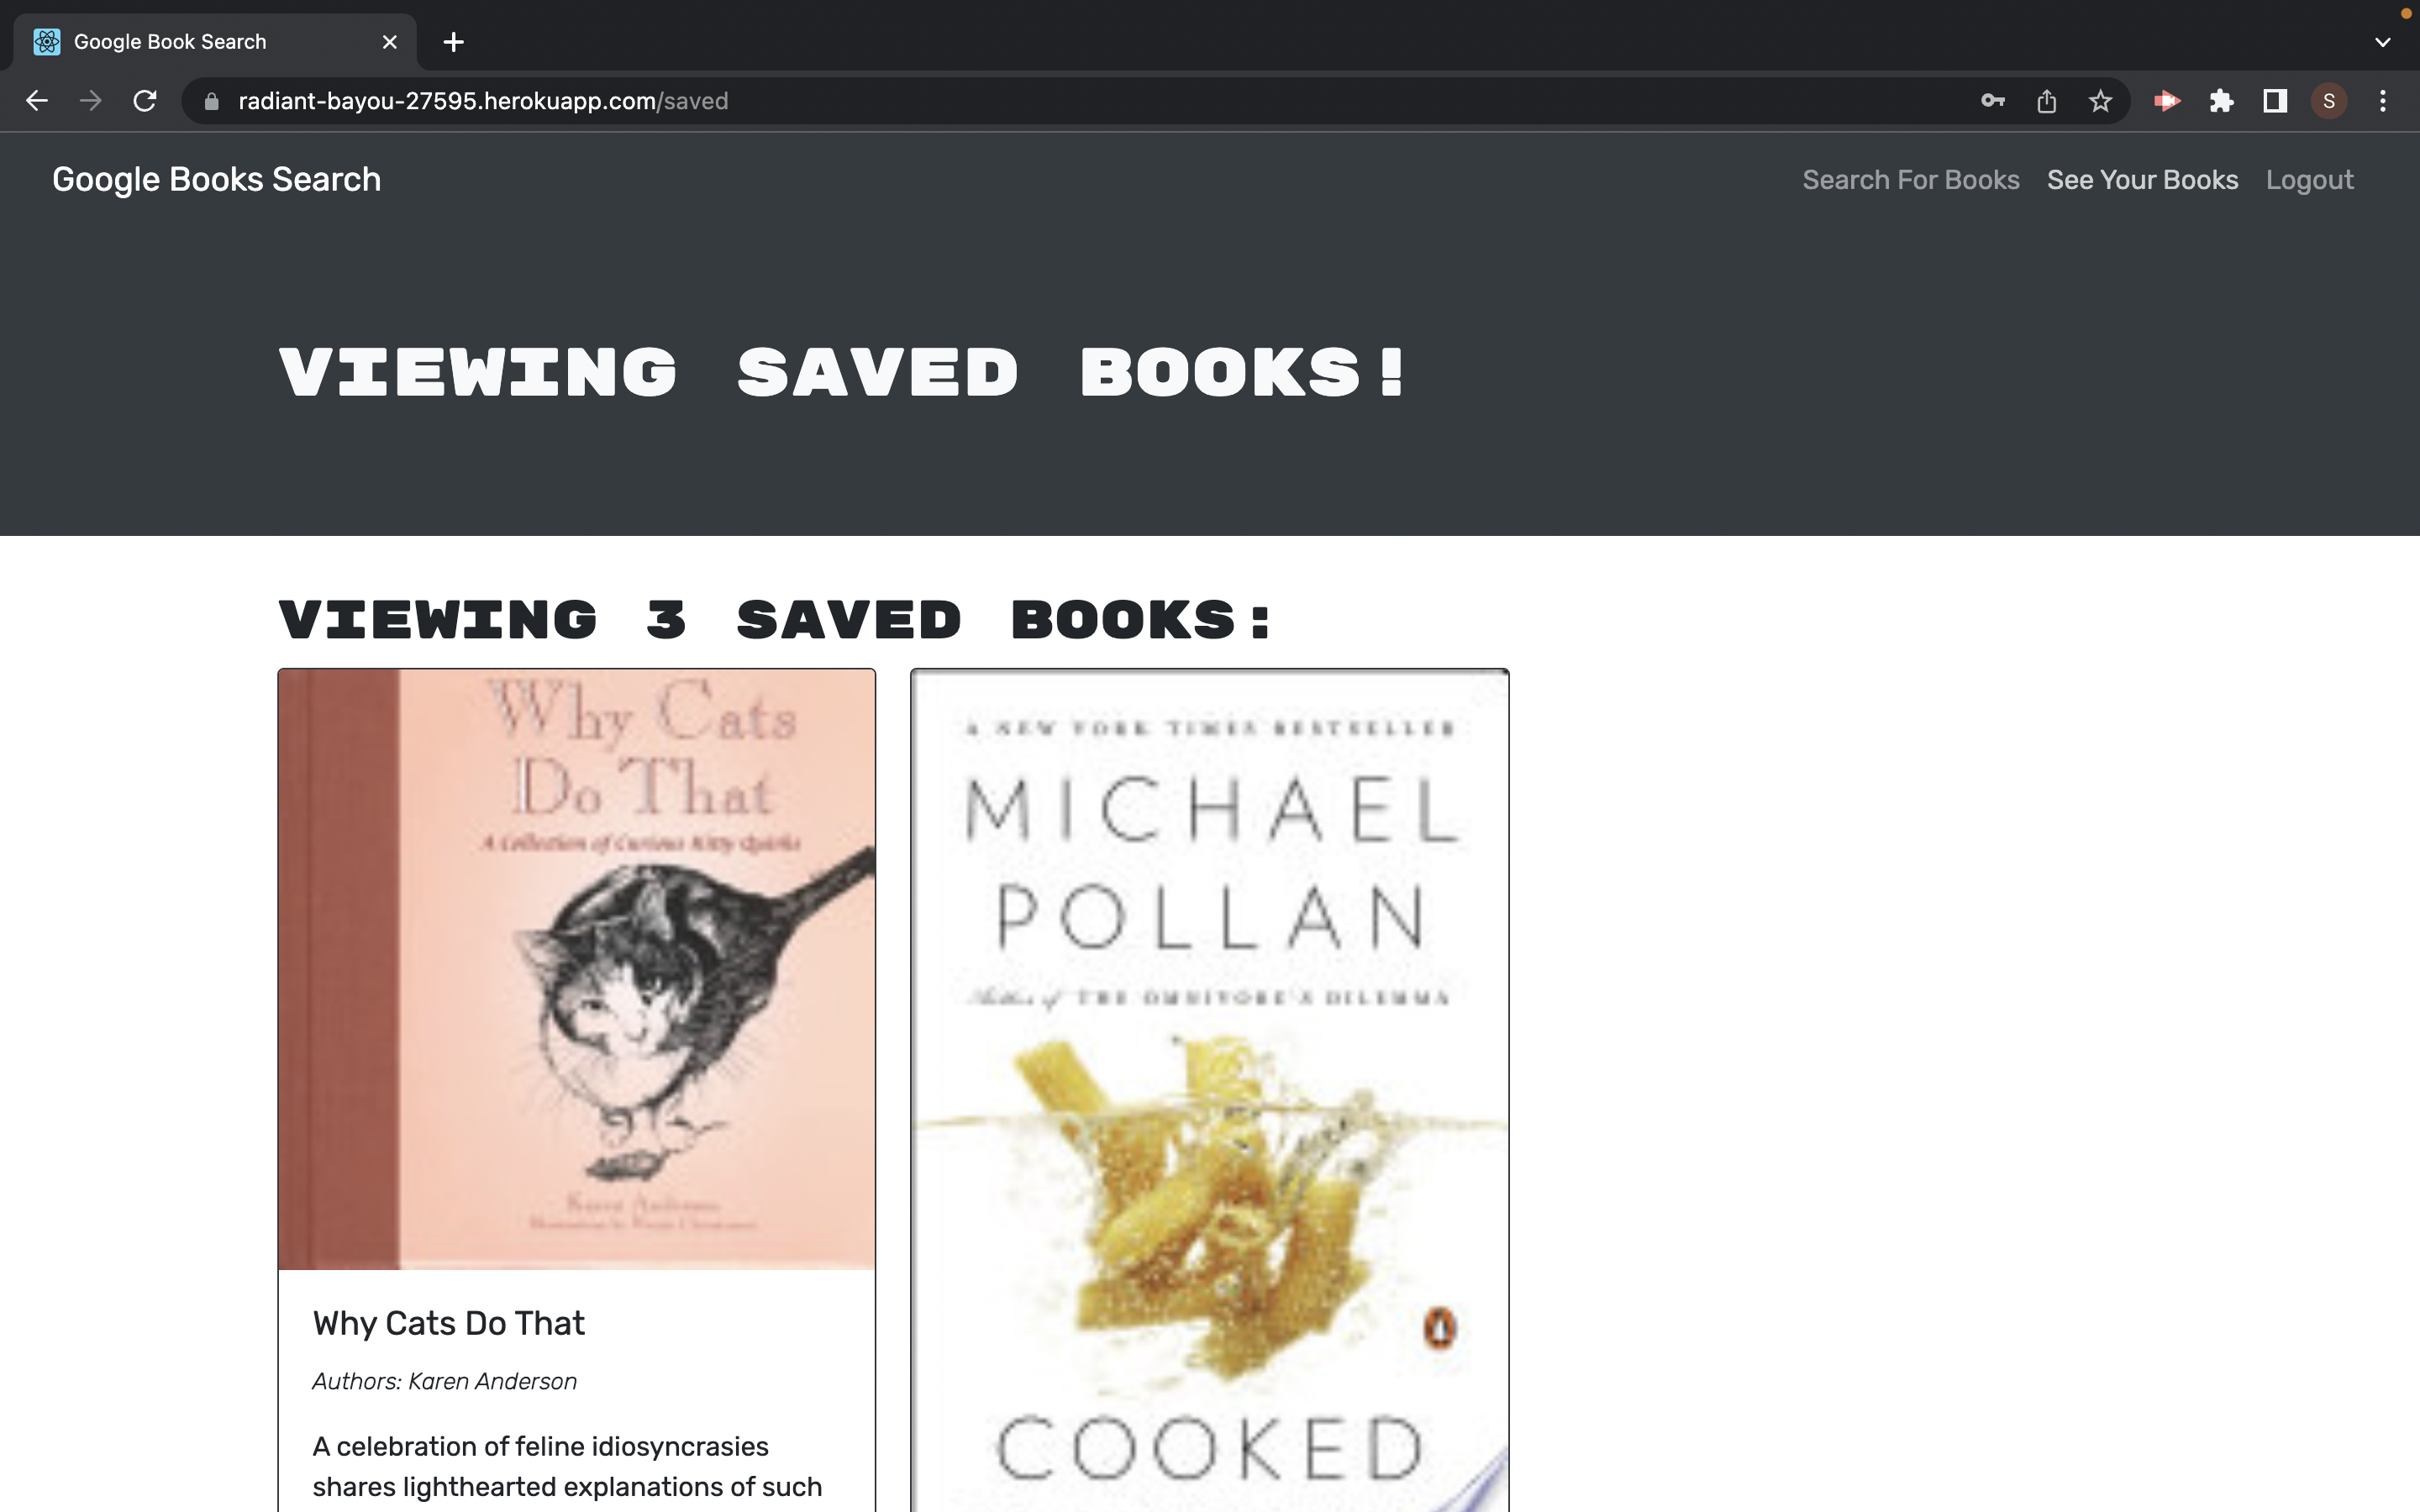 Google Book Search
radiant-bayou-27595.herokuapp.com/saved
S
Google Books Search
Search For Books See Your Books Logout
VIEWING SAVED BOOKS!
VIEWING 3 SAVED BOOKS:
Why Cats
Do That
A Collection of Curious Kitty Quirks
Karen Anderson
A NEW YORK TIMES BESTSELLER
MICHAEL
POLLAN
Author of THE OMNIVORE'S DILEMMA
COOKED
Why Cats Do That
Authors: Karen Anderson
A celebration of feline idiosyncrasies
shares lighthearted explanations of such